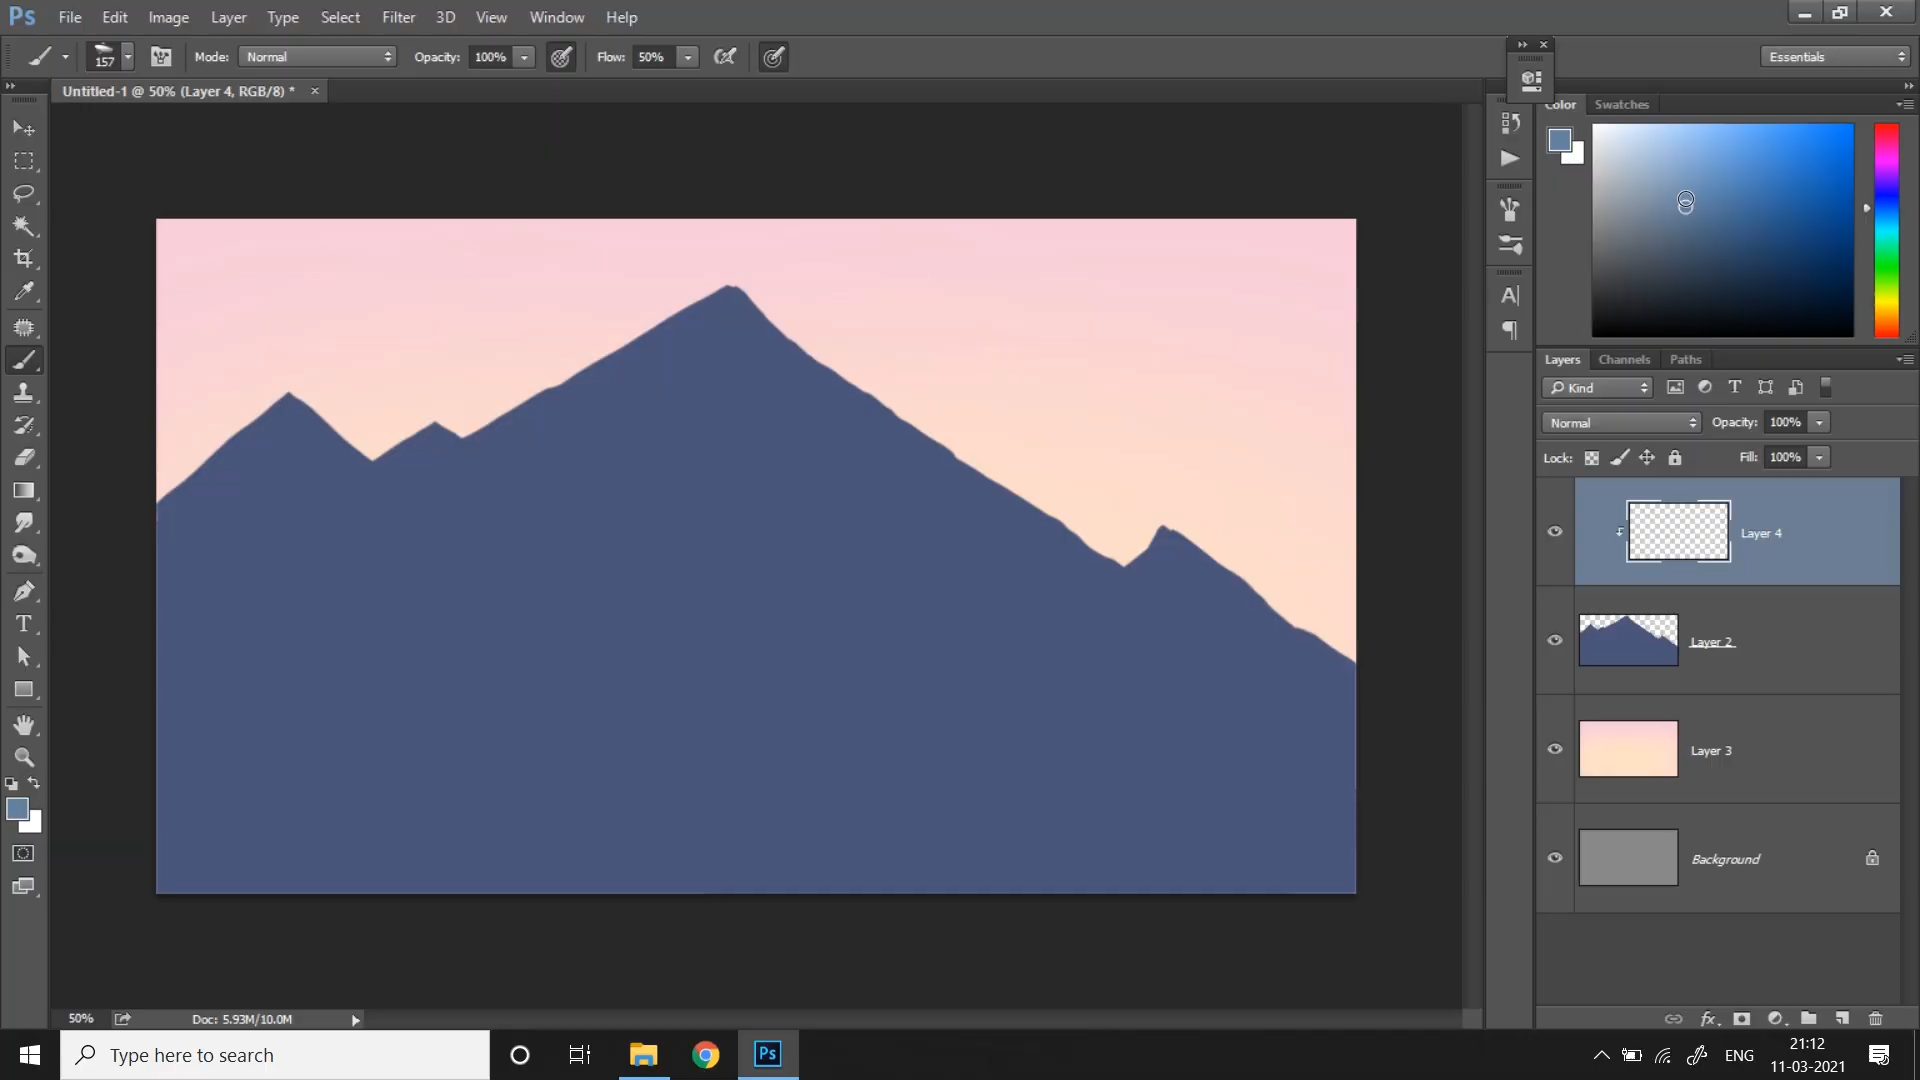 Ps File Edit Image Layer Type Select Filter 3D View Window Help
157 Mode: Normal Opacity: 100% Flow: 50% Essentials
Untitled-1 @ 50% (Layer 4, RGB/8) * ×
Color Swatches
Layers Channels Paths
Kind
Normal Opacity: 100%
Lock: Fill: 100%
Layer 4
Layer 2
Layer 3
Background
50% Doc: 5.93M/10.0M
Type here to search Ps ENG 21:12
11-03-2021